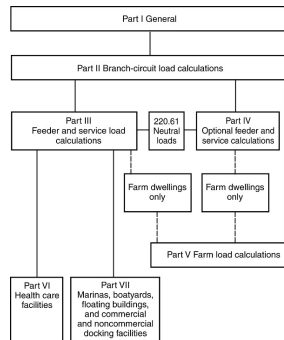 Part I General
Part II Branch-circuit load calculations
Part III
Feeder and service load
calculations
220.61
Neutral
loads
Part IV
Optional feeder and
service calculations
Farm dwellings
only
Farm dwellings
only
Part V Farm load calculations
Part VI
Health care
facilities
Part VII
Marinas, boatyards,
floating buildings,
and commercial
and noncommercial
docking facilities